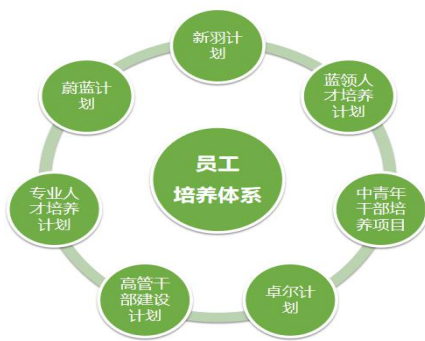 新羽计
划
蓝领人
才培养
计划
中青年
干部培
养项目
卓尔计
划
高管干
部建设
计划
专业人
才培养
计划
蔚蓝计
划
员工
培养体系